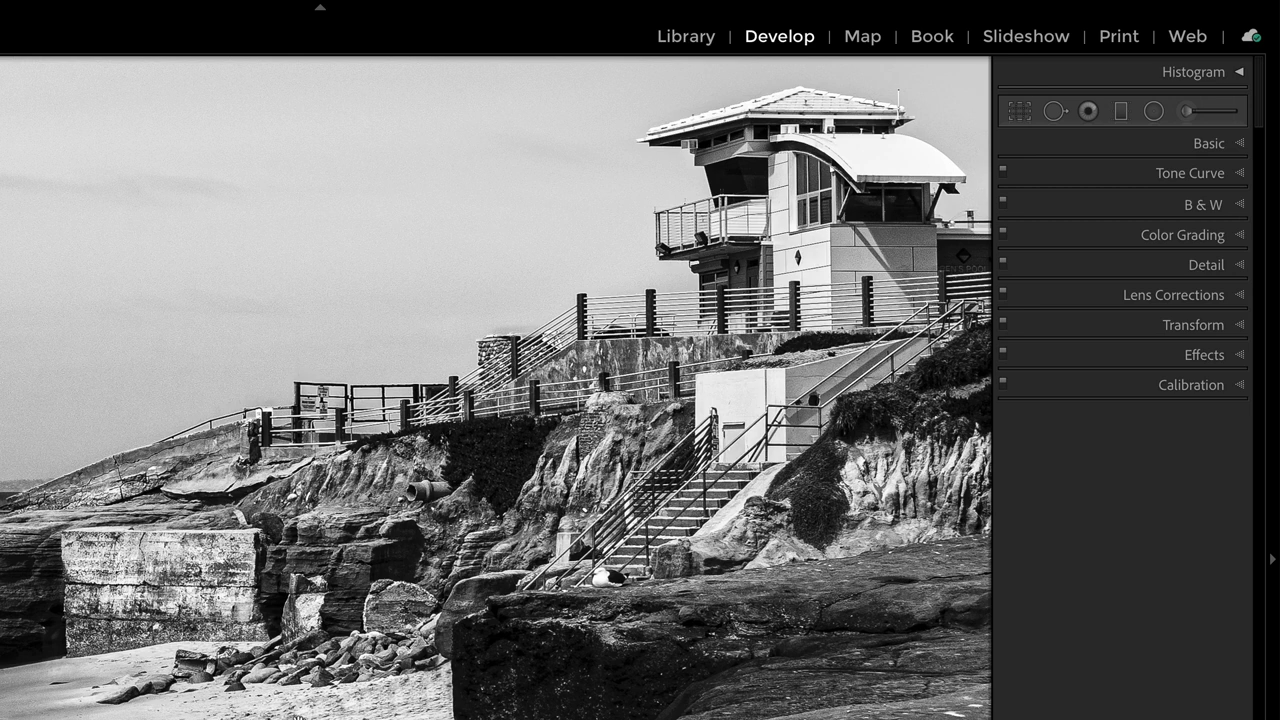 Library | Develop | Map | Book | Slideshow | Print | Web |
Histogram
Basic
Tone Curve
B & W
Color Grading
Detail
Lens Corrections
Transform
Effects
Calibration